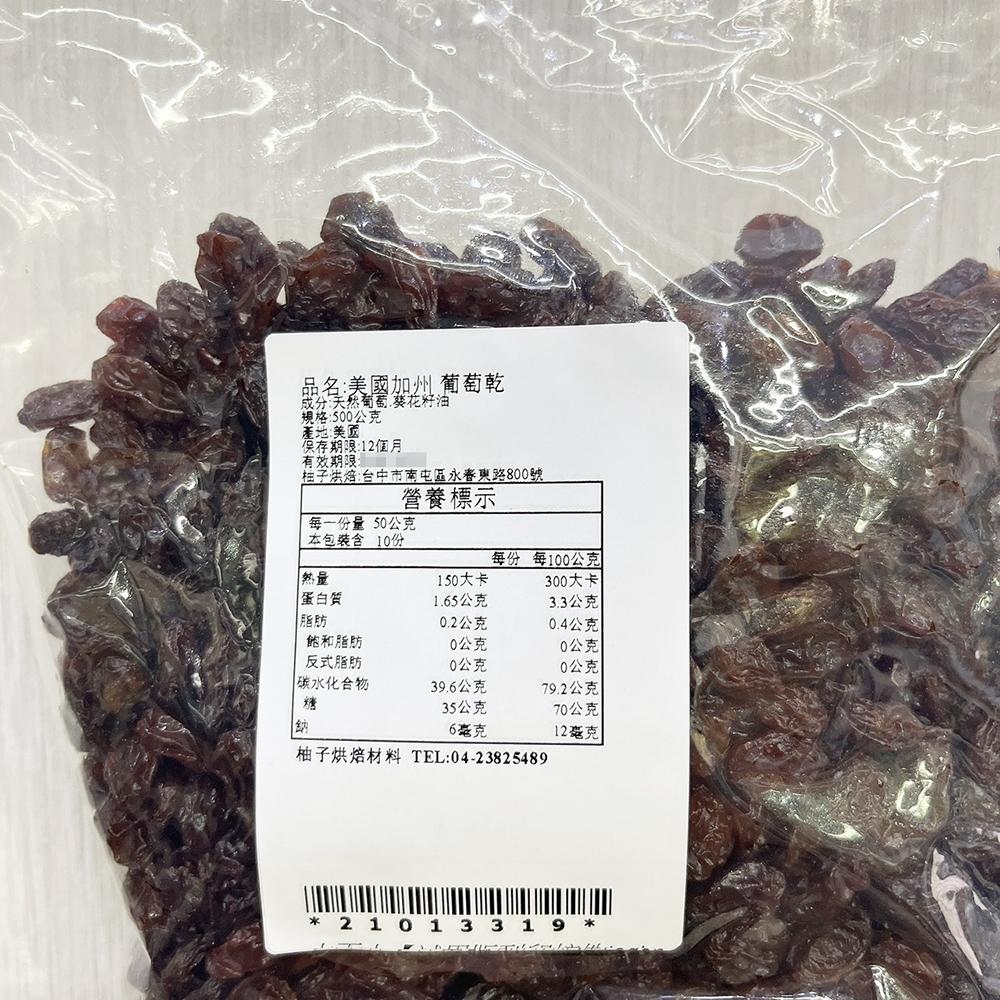 品名:美國加州 葡萄乾
成分:天然葡萄,葵花籽油
規格:500公克
產地:美國
保存期限:12個月
有效期限:
柚子烘焙:台中市南屯區永春東路800號
營養標示
每一份量 50公克
本包裝含 10份
每份 每100公克
熱量 150大卡 300大卡
蛋白質 1.65公克 3.3公克
脂肪 0.2公克 0.4公克
飽和脂肪 0公克 0公克
反式脂肪 0公克 0公克
碳水化合物 39.6公克 79.2公克
糖 35公克 70公克
鈉 6毫克 12毫克
柚子烘焙材料 TEL:04-23825489
*21013319*